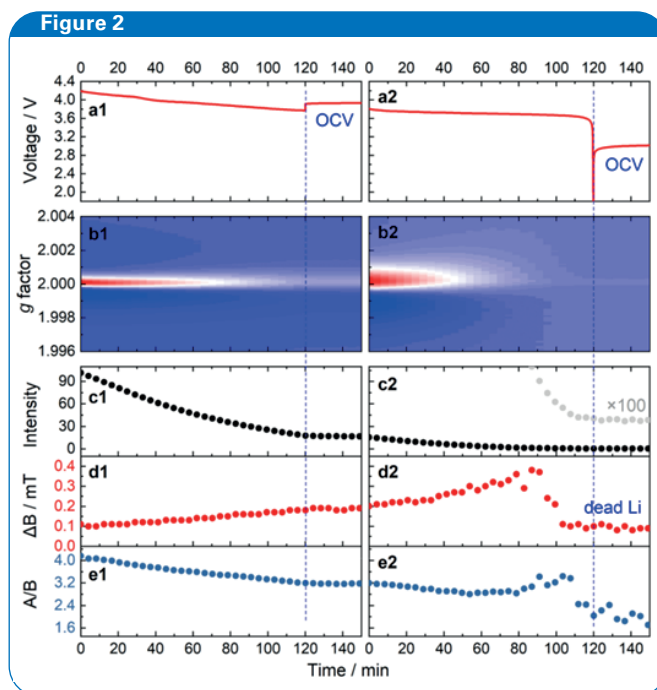 Figure 2
0 20 40 60 80 100 120 140 0 20 40 60 80 100 120 140
4.4
4.0
3.6
3.2
2.8
2.4
2.0
Voltage / V
a1
OCV
a2
OCV
2.004
2.000
1.998
1.996
g factor
b1
b2
90
60
30
0
Intensity
c1
c2
×100
0.4
0.3
0.2
0.1
0.0
ΔB / mT
d1
d2
dead Li
4.0
3.2
2.4
1.6
A/B
e1
e2
0 20 40 60 80 100 120 140 0 20 40 60 80 100 120 140
Time / min